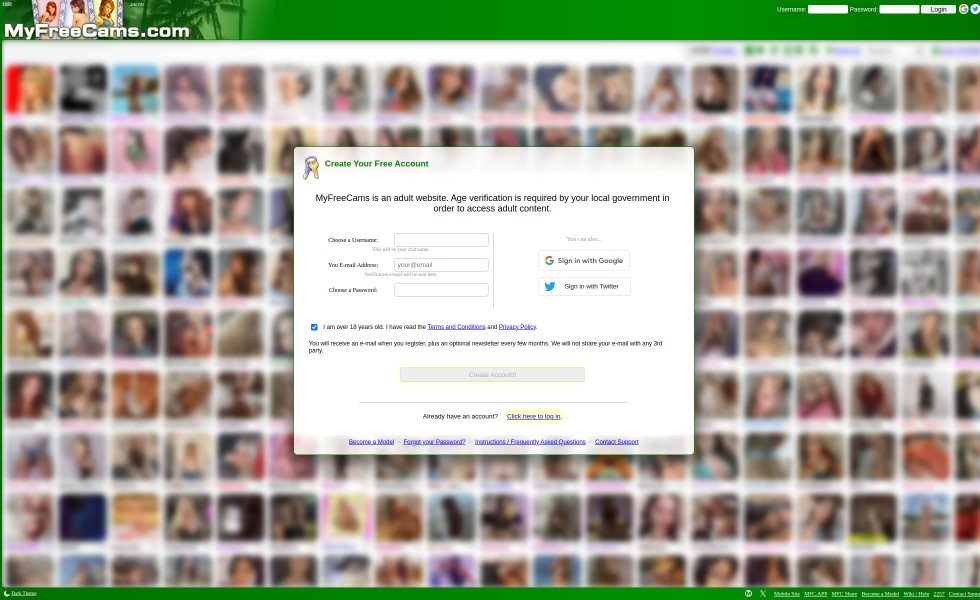 Username: Password: Login
MyFreeCams.com
Create Your Free Account
MyFreeCams is an adult website. Age verification is required by your local government in
order to access adult content.
Choose a Username:
This will be your chat name.
You E-mail Address: your@email
Verification e-mail will be sent here.
Choose a Password:
You can also...
Sign in with Google
Sign in with Twitter
I am over 18 years old. I have read the Terms and Conditions and Privacy Policy.
You will receive an e-mail when you register, plus an optional newsletter every few months. We will not share your e-mail with any 3rd
party.
Create Account!
Already have an account? Click here to log in.
Become a Model - Forgot your Password? - Instructions / Frequently Asked Questions - Contact Support
Dark Theme
Mobile Site MFC.APP MFC Share Become a Model Wiki / Help 2257 Contact